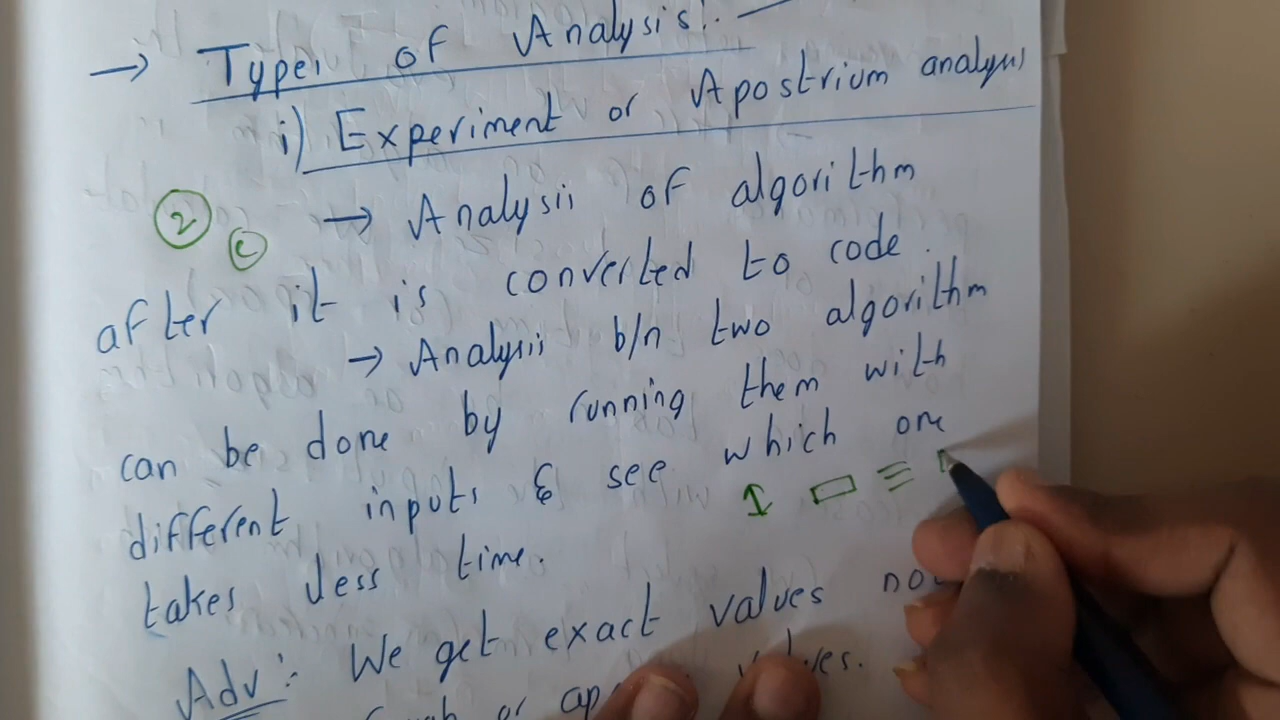 → Types of Analysis:-
i) Experiment or Apostrium analysis
→ Analysis of algorithm
2 c
after it is converted to code.
→ Analysis b/n two algorithm
can be done by running them with
different inputs & see which one
takes less time.
Adv:- We get exact values
or